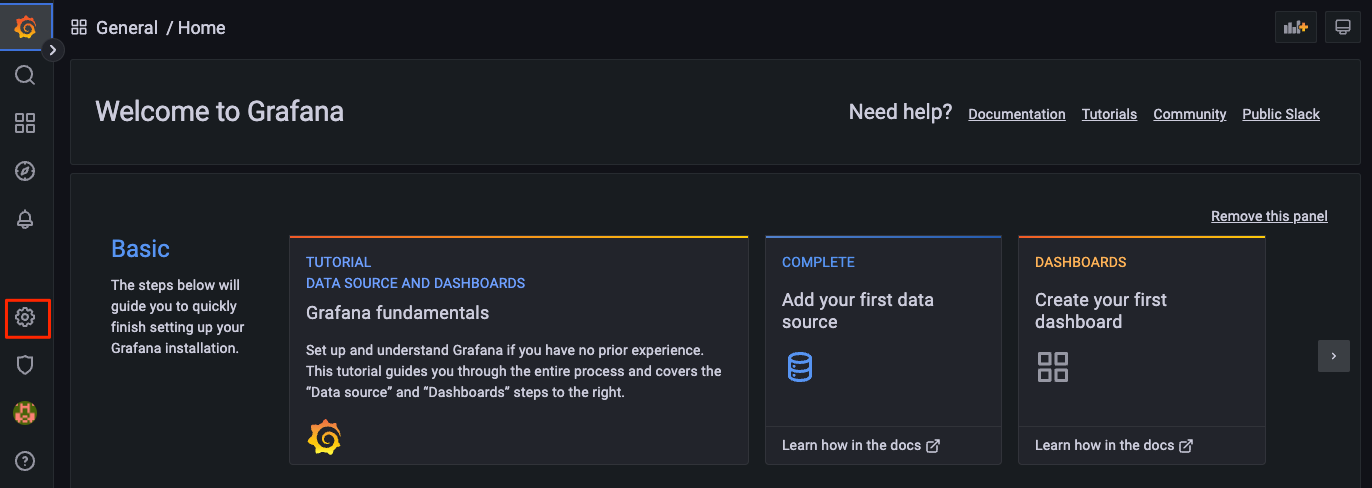 General / Home
Welcome to Grafana
Need help? Documentation Tutorials Community Public Slack
Remove this panel
Basic
The steps below will
guide you to quickly
finish setting up your
Grafana installation.
TUTORIAL
DATA SOURCE AND DASHBOARDS
Grafana fundamentals
Set up and understand Grafana if you have no prior experience.
This tutorial guides you through the entire process and covers the
“Data source” and “Dashboards” steps to the right.
COMPLETE
Add your first data
source
Learn how in the docs
DASHBOARDS
Create your first
dashboard
Learn how in the docs